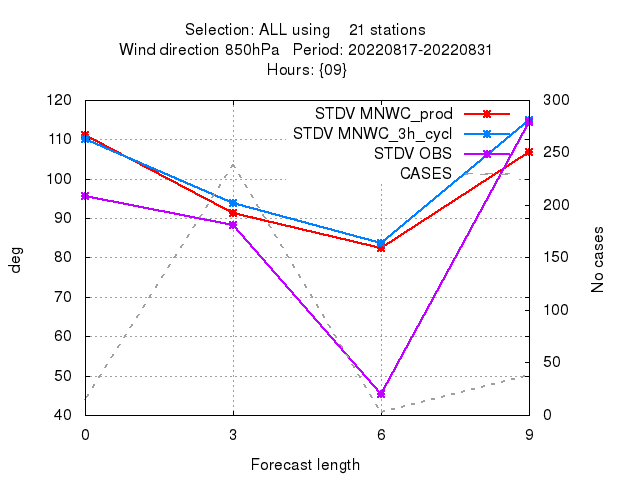 Selection: ALL using 21 stations
Wind direction 850hPa Period: 20220817-20220831
Hours: {09}
120 300
STDV MNWC_prod
110 STDV MNWC_3h_cycl
250
STDV OBS
100 CASES
90 200
80 150
70
100
60
50 50
40 0
deg
No cases
0 3 6 9
Forecast length